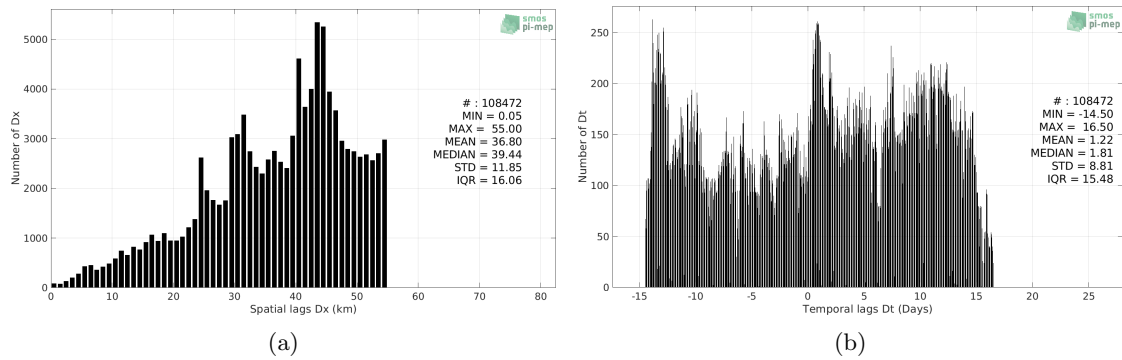 smos
pi-mep
5000
4000
3000
2000
1000
0
Number of Dx
# : 108472
MIN = 0.05
MAX = 55.00
MEAN = 36.80
MEDIAN = 39.44
STD = 11.85
IQR = 16.06
0 10 20 30 40 50 60 70 80
Spatial lags Dx (km)
(a)
smos
pi-mep
250
200
150
100
50
0
Number of Dt
# : 108472
MIN = -14.50
MAX = 16.50
MEAN = 1.22
MEDIAN = 1.81
STD = 8.81
IQR = 15.48
-15 -10 -5 0 5 10 15 20 25
Temporal lags Dt (Days)
(b)